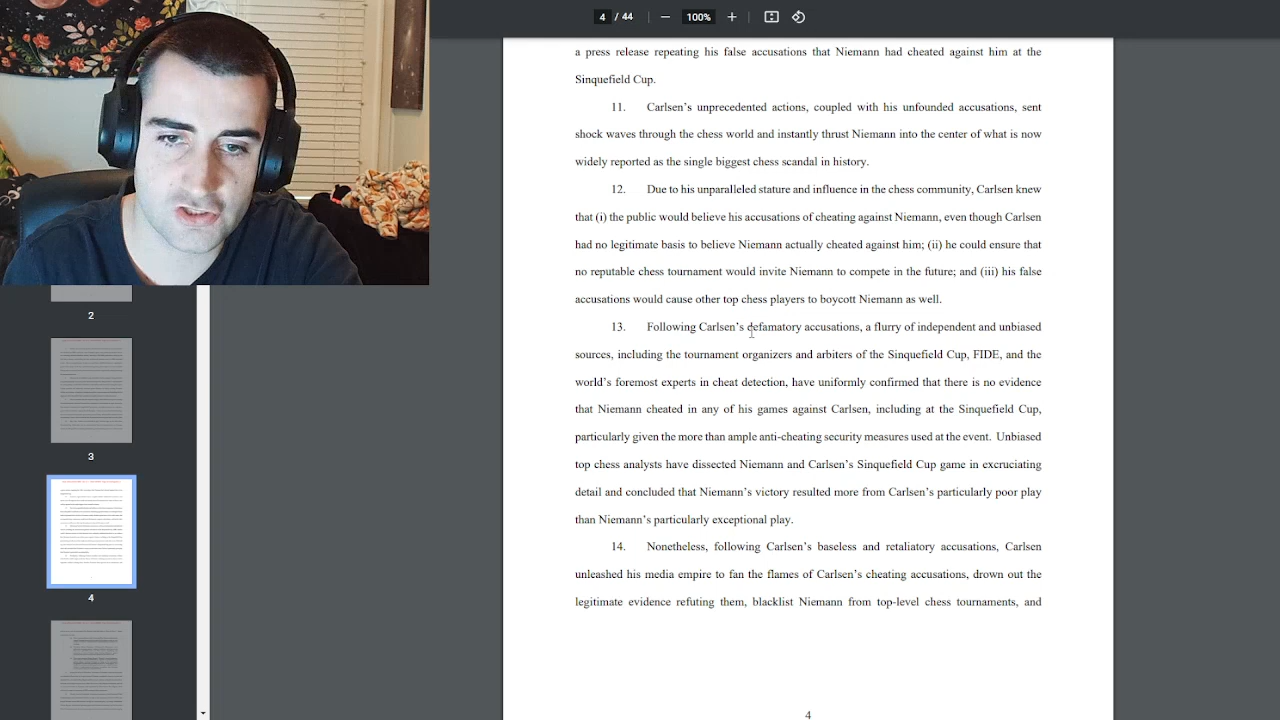 4 / 44
100%
a press release repeating his false accusations that Niemann had cheated against him at the
Sinquefield Cup.
11. Carlsen's unprecedented actions, coupled with his unfounded accusations, sent
shock waves through the chess world and instantly thrust Niemann into the center of what is now
widely reported as the single biggest chess scandal in history.
12. Due to his unparalleled stature and influence in the chess community, Carlsen knew
that (i) the public would believe his accusations of cheating against Niemann, even though Carlsen
had no legitimate basis to believe Niemann actually cheated against him; (ii) he could ensure that
no reputable chess tournament would invite Niemann to compete in the future; and (iii) his false
accusations would cause other top chess players to boycott Niemann as well.
13. Following Carlsen's defamatory accusations, a flurry of independent and unbiased
sources, including the tournament organizers and arbiters of the Sinquefield Cup, FIDE, and the
world's foremost experts in cheat detection, have uniformly confirmed that there is no evidence
that Niemann cheated in any of his games against Carlsen, including at the Sinquefield Cup,
particularly given the more than ample anti-cheating security measures used at the event. Unbiased
top chess analysts have dissected Niemann and Carlsen's Sinquefield Cup game in excruciating
detail and concluded that Niemann's victory resulted more from Carlsen's particularly poor play
than Niemann's particularly exceptional play.
14. Nonetheless, following Carlsen's baseless and retaliatory accusations, Carlsen
unleashed his media empire to fan the flames of Carlsen's cheating accusations, drown out the
legitimate evidence refuting them, blacklist Niemann from top-level chess tournaments, and
4
2
3
4